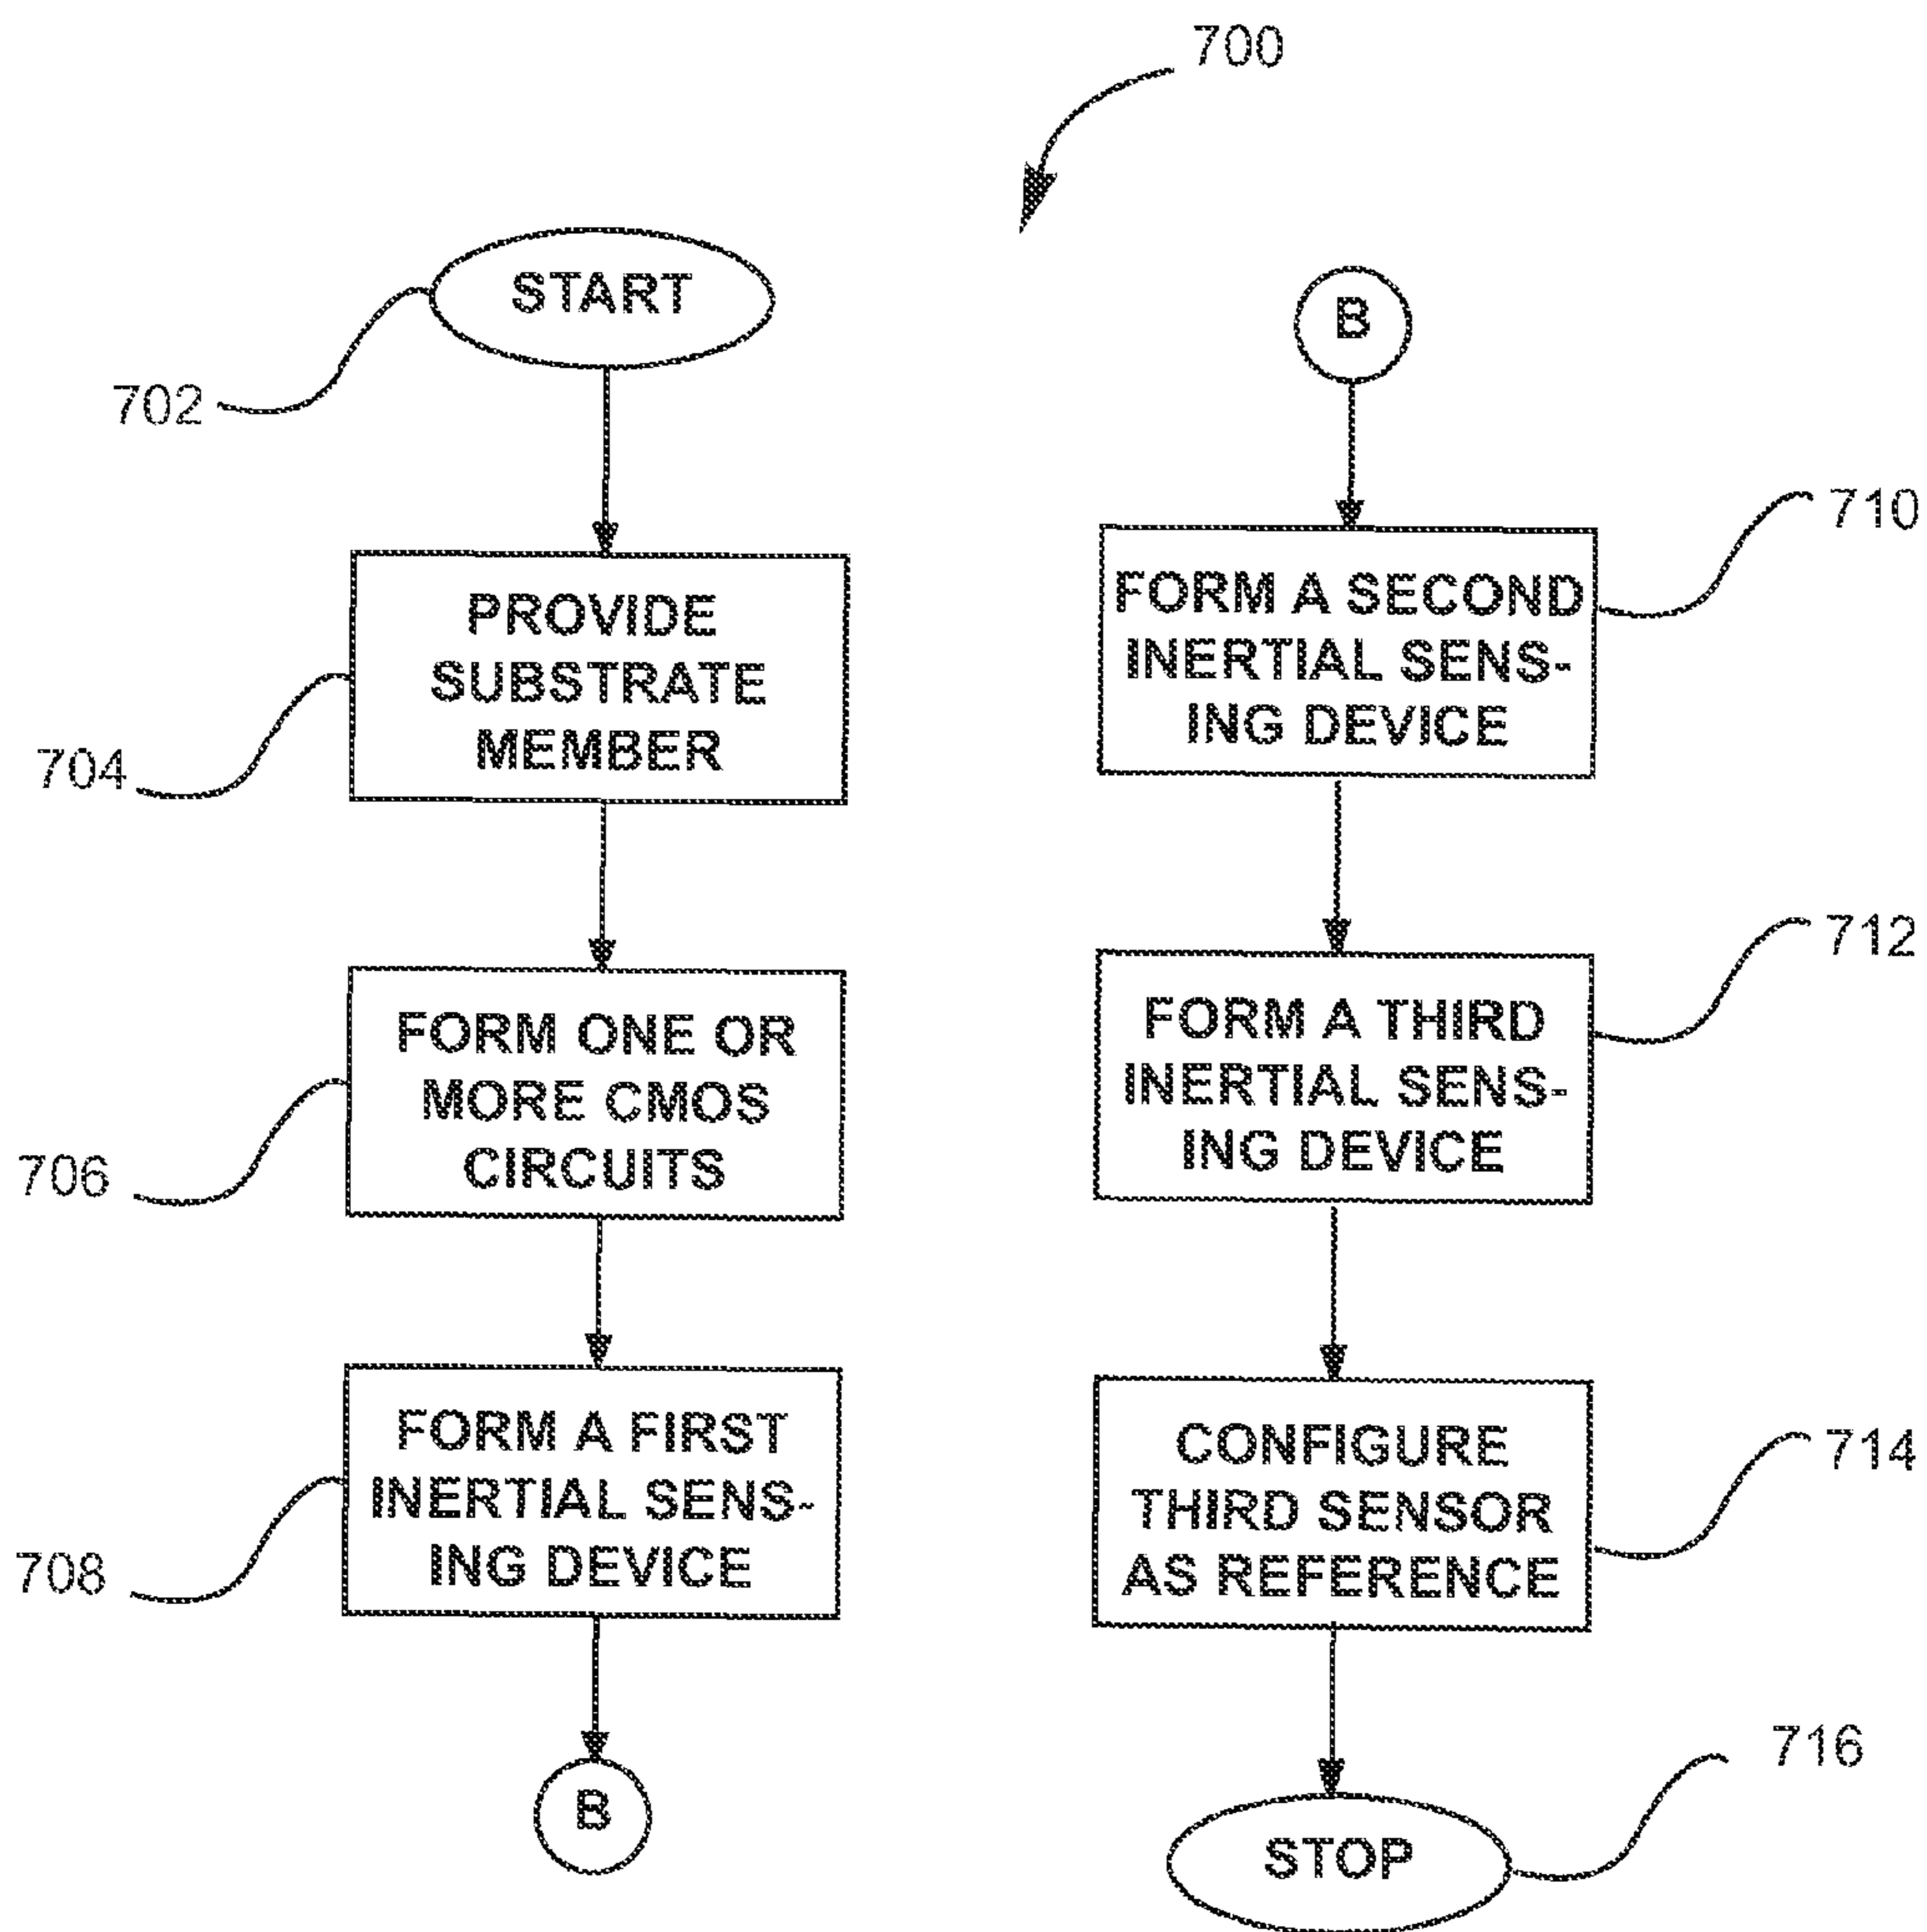 700
START
702
PROVIDE
SUBSTRATE
MEMBER
704
FORM ONE OR
MORE CMOS
CIRCUITS
706
FORM A FIRST
INERTIAL SENS-
ING DEVICE
708
B
B
FORM A SECOND
INERTIAL SENS-
ING DEVICE
710
FORM A THIRD
INERTIAL SENS-
ING DEVICE
712
CONFIGURE
THIRD SENSOR
AS REFERENCE
714
STOP
716